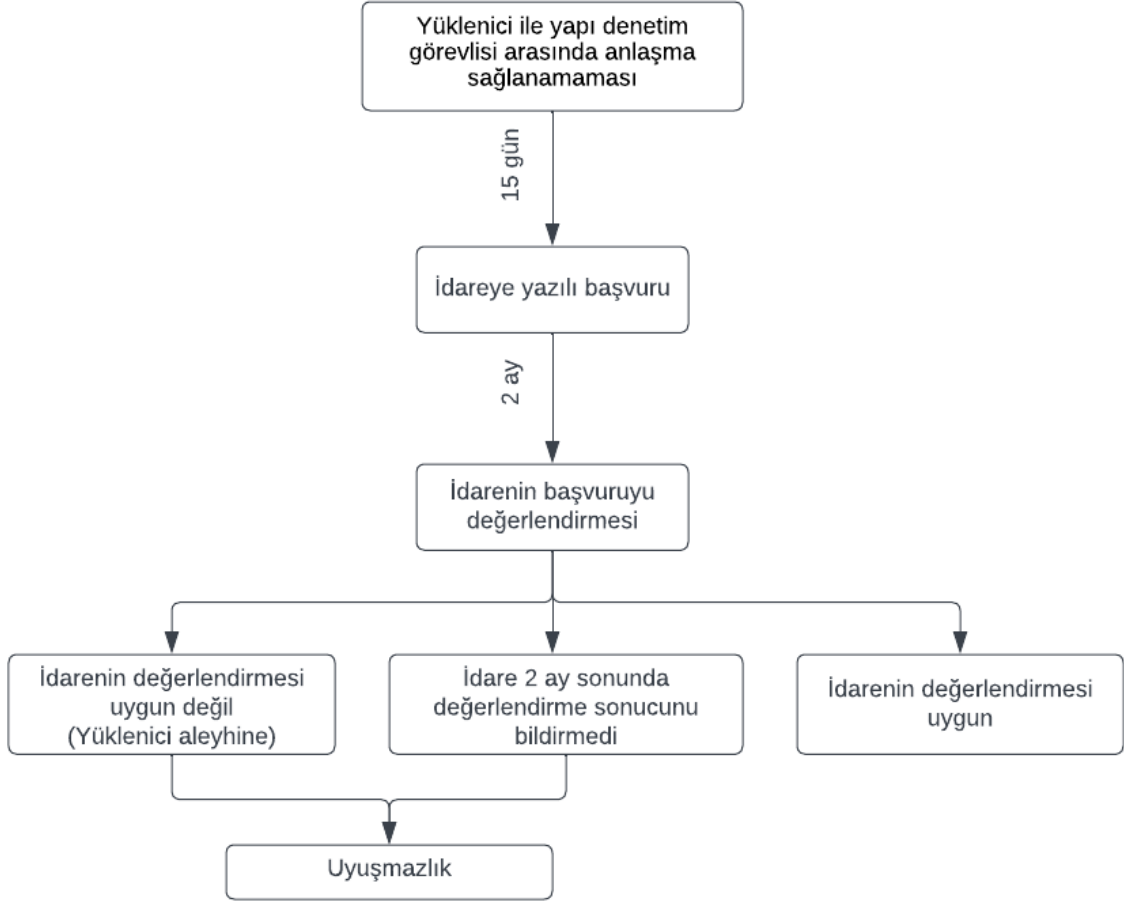 Yüklenici ile yapı denetim
görevlisi arasında anlaşma
sağlanamaması
15 gün
İdareye yazılı başvuru
2 ay
İdarenin başvuruyu
değerlendirmesi
İdarenin değerlendirmesi
uygun değil
(Yüklenici aleyhine)
İdare 2 ay sonunda
değerlendirme sonucunu
bildirmedi
İdarenin değerlendirmesi
uygun
Uyuşmazlık